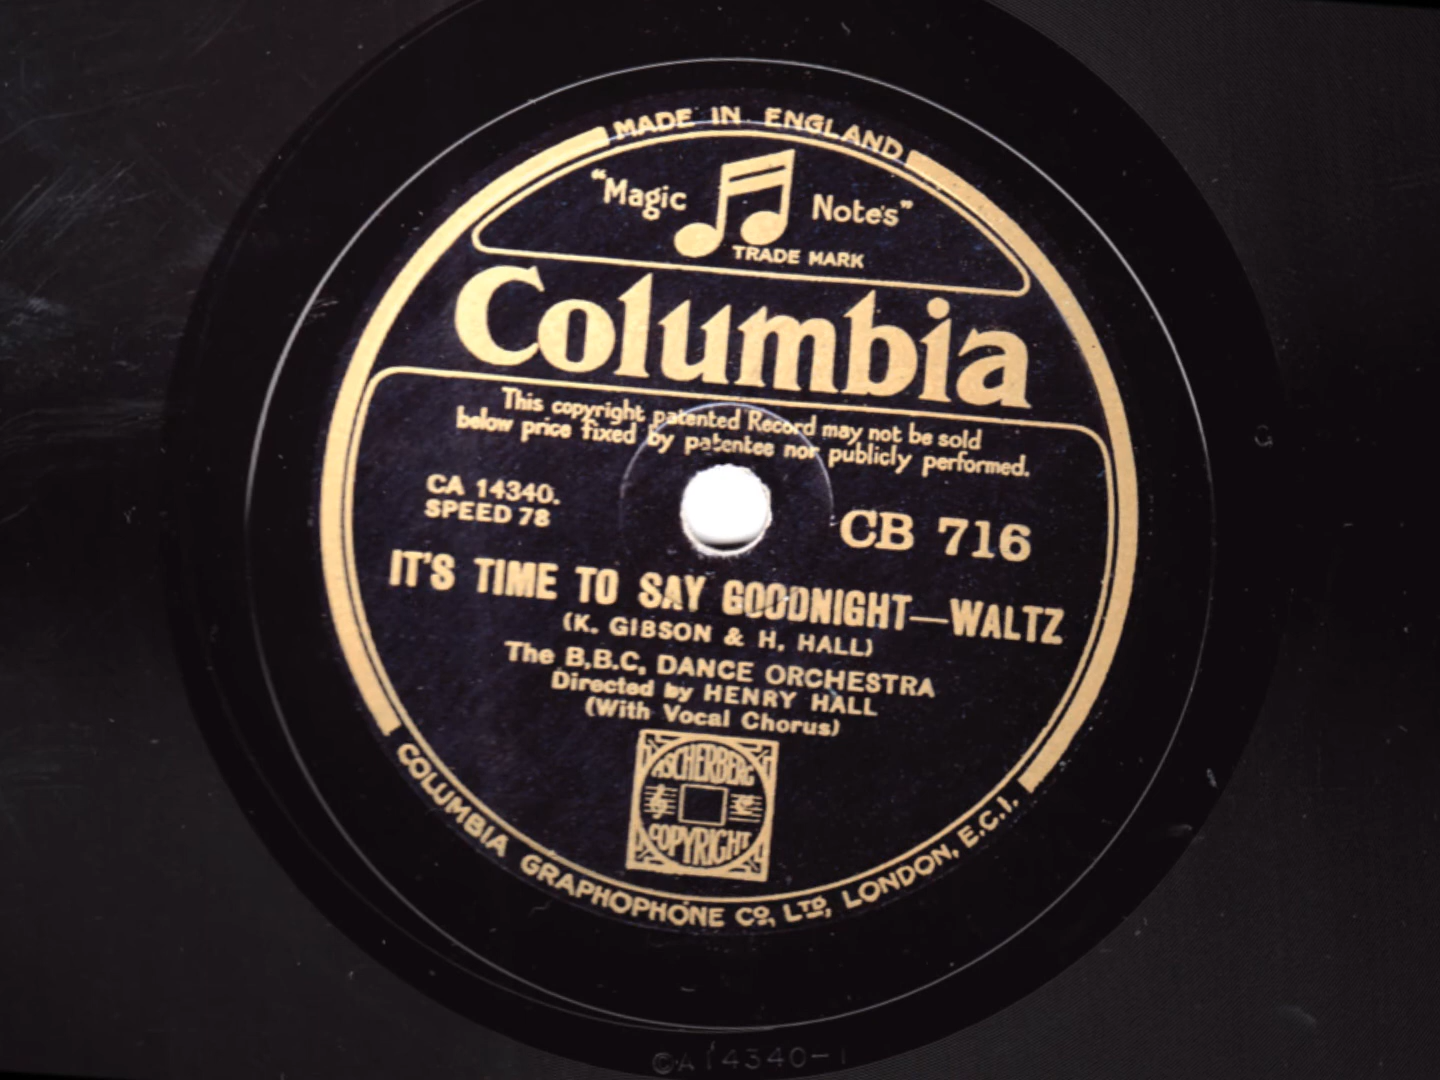 MADE IN ENGLAND
"Magic Notes"
TRADE MARK
Columbia
This copyright patented Record may not be sold
below price fixed by patentee nor publicly performed.
CA 14340.
SPEED 78
CB 716
IT'S TIME TO SAY GOODNIGHT—WALTZ
(K. GIBSON & H. HALL)
The B.B.C. DANCE ORCHESTRA
Directed by HENRY HALL
(With Vocal Chorus)
ASCHERBERG
COPYRIGHT
COLUMBIA GRAPHOPHONE CO, LTD, LONDON, E.C.1.
CA14340-1